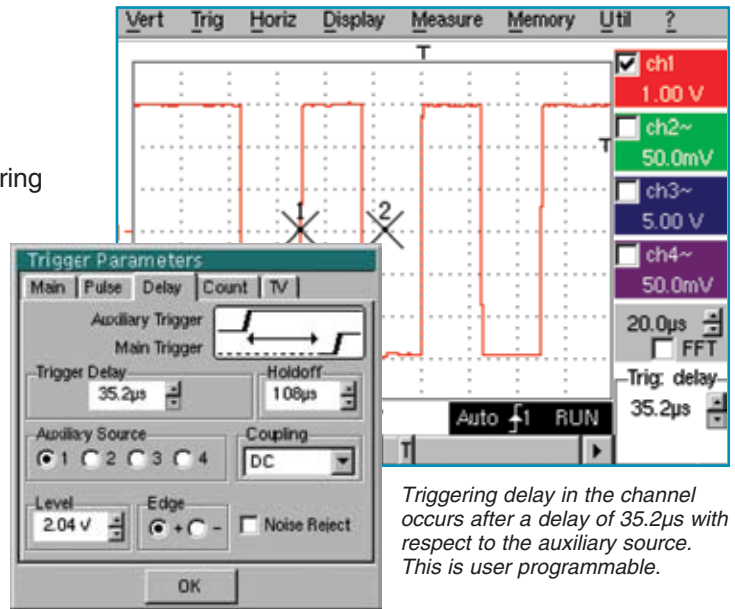 Vert Trig Horiz Display Measure Memory Util ?
T
ch1
1.00 V
ch2~
50.0mV
T
ch3~
5.00 V
ch4~
50.0mV
20.0µs
FFT
Trig: delay
35.2µs
1 2
Auto 1 RUN
T
ring
Trigger Parameters
Main Pulse Delay Count TV
Auxiliary Trigger
Main Trigger
Trigger Delay Holdoff
35.2µs 108µs
Auxiliary Source Coupling
1 2 3 4 DC
Level Edge
2.04 V + - Noise Reject
OK
Triggering delay in the channel
occurs after a delay of 35.2µs with
respect to the auxiliary source.
This is user programmable.